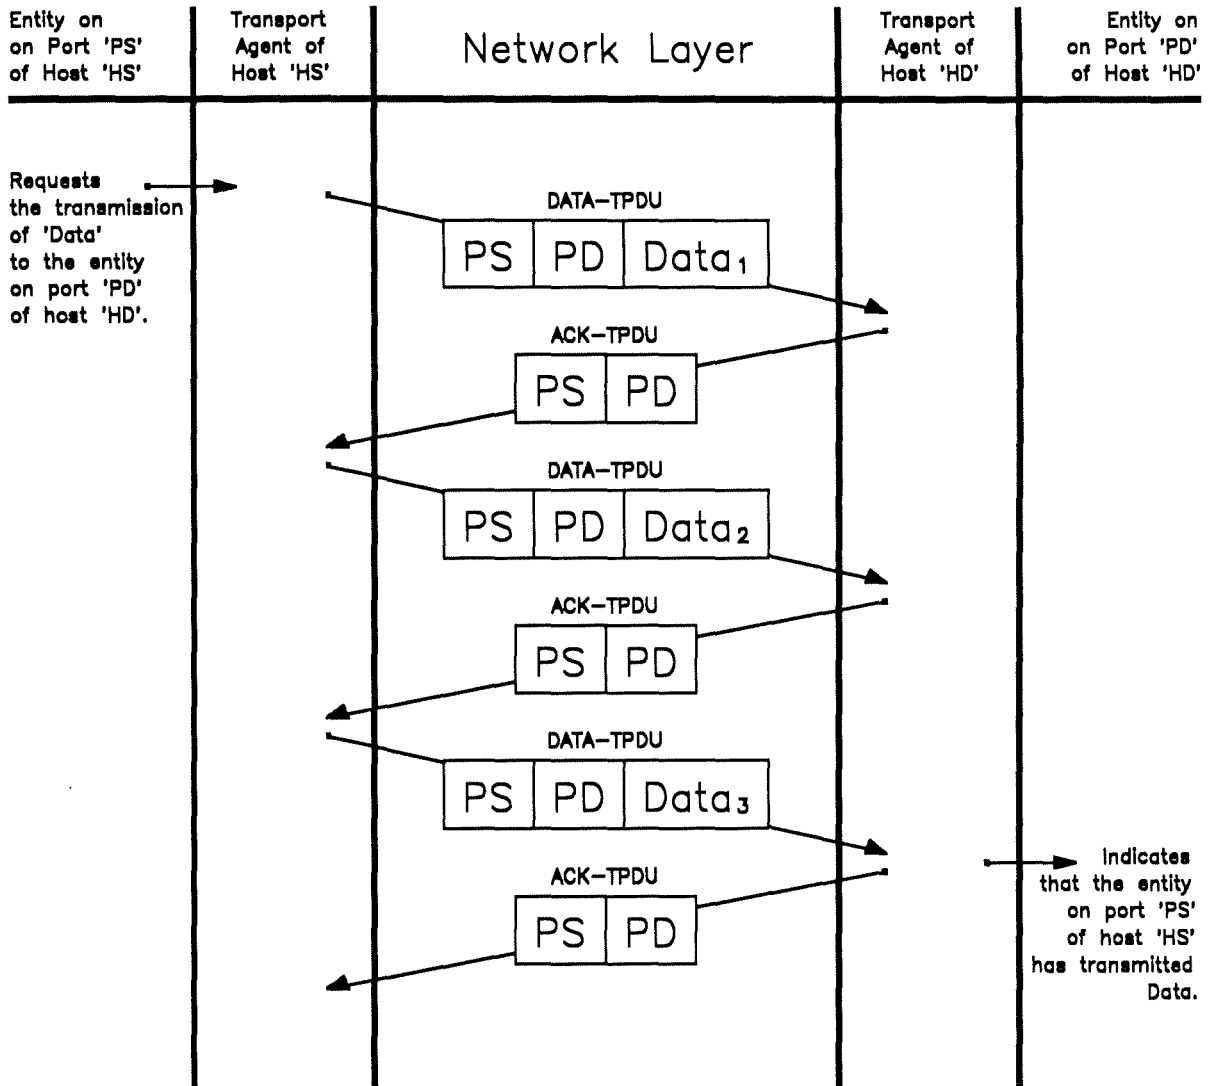 Entity on
on Port 'PS'
of Host 'HS'
Transport
Agent of
Host 'HS'
Network Layer
Transport
Agent of
Host 'HD'
Entity on
on Port 'PD'
of Host 'HD'
Requests
the transmission
of 'Data'
to the entity
on port 'PD'
of host 'HD'.
DATA-TPDU
PS PD Data₁
ACK-TPDU
PS PD
DATA-TPDU
PS PD Data₂
ACK-TPDU
PS PD
DATA-TPDU
PS PD Data₃
ACK-TPDU
PS PD
Indicates
that the entity
on port 'PS'
of host 'HS'
has transmitted
Data.